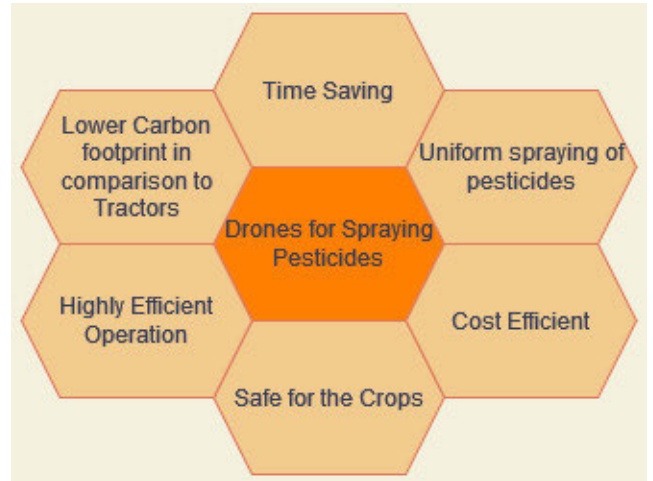 Time Saving
Lower Carbon
footprint in
comparison to
Tractors
Uniform spraying of
pesticides
Drones for Spraying
Pesticides
Highly Efficient
Operation
Cost Efficient
Safe for the Crops